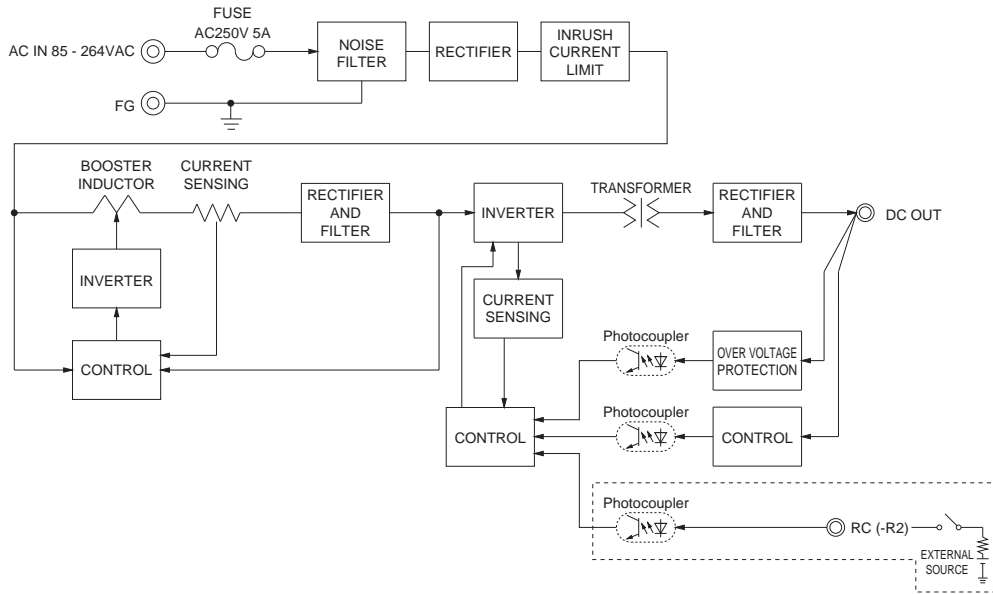 FUSE
AC250V 5A
AC IN 85 - 264VAC
NOISE
FILTER
RECTIFIER
INRUSH
CURRENT
LIMIT
FG
BOOSTER
INDUCTOR
CURRENT
SENSING
RECTIFIER
AND
FILTER
INVERTER
TRANSFORMER
RECTIFIER
AND
FILTER
DC OUT
INVERTER
CURRENT
SENSING
CONTROL
Photocoupler
OVER VOLTAGE
PROTECTION
Photocoupler
CONTROL
CONTROL
Photocoupler
RC (-R2)
EXTERNAL
SOURCE